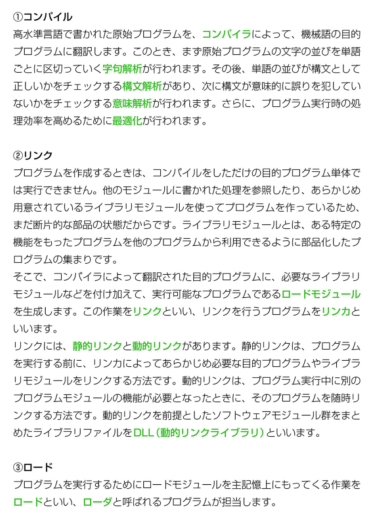 ①コンパイル
高水準言語で書かれた原始プログラムを、コンパイラによって、機械語の目的
プログラムに翻訳します。このとき、まず原始プログラムの文字の並びを単語
ごとに区切っていく字句解析が行われます。その後、単語の並びが構文として
正しいかをチェックする構文解析があり、次に構文が意味的に誤りを犯してい
ないかをチェックする意味解析が行われます。さらに、プログラム実行時の処
理効率を高めるために最適化が行われます。
②リンク
プログラムを作成するときは、コンパイルをしただけの目的プログラム単体で
は実行できません。他のモジュールに書かれた処理を参照したり、あらかじめ
用意されているライブラリモジュールを使ってプログラムを作っているため、
まだ断片的な部品の状態だからです。ライブラリモジュールとは、ある特定の
機能をもったプログラムを他のプログラムから利用できるように部品化したプ
ログラムの集まりです。
そこで、コンパイラによって翻訳された目的プログラムに、必要なライブラリ
モジュールなどを付け加えて、実行可能なプログラムであるロードモジュール
を生成します。この作業をリンクといい、リンクを行うプログラムをリンカと
いいます。
リンクには、静的リンクと動的リンクがあります。静的リンクは、プログラム
を実行する前に、リンカによってあらかじめ必要な目的プログラムやライブラ
リモジュールをリンクする方法です。動的リンクは、プログラム実行中に別の
プログラムモジュールの機能が必要となったときに、そのプログラムを随時リ
ンクする方法です。動的リンクを前提としたソフトウェアモジュール群をまと
めたライブラリファイルをDLL(動的リンクライブラリ)といいます。
③ロード
プログラムを実行するためにロードモジュールを主記憶上にもってくる作業を
ロードといい、ローダと呼ばれるプログラムが担当します。